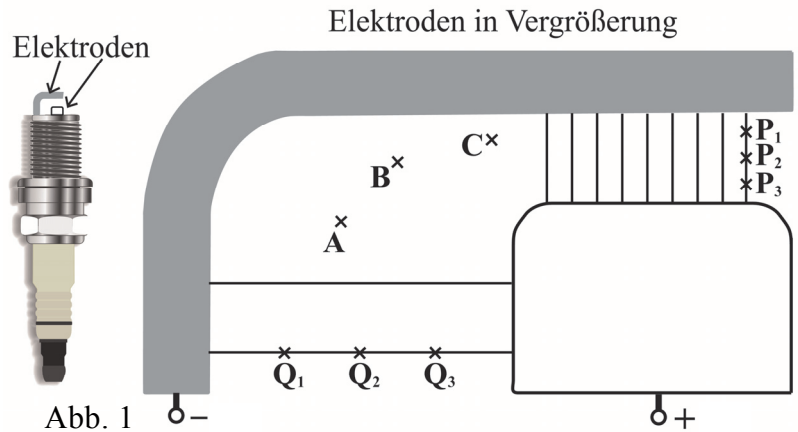 Elektroden in Vergrößerung
Elektroden
C
P₁
B
P₂
P₃
A
Q₁ Q₂ Q₃
Abb. 1
− +